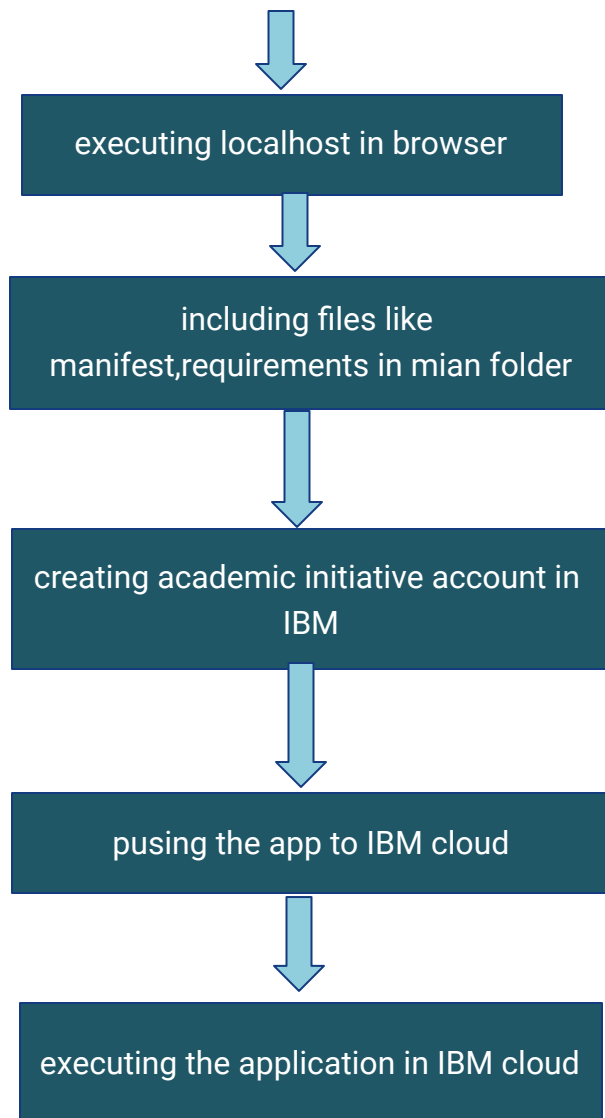 executing localhost in browser
including files like
manifest,requirements in mian folder
creating academic initiative account in
IBM
pusing the app to IBM cloud
executing the application in IBM cloud